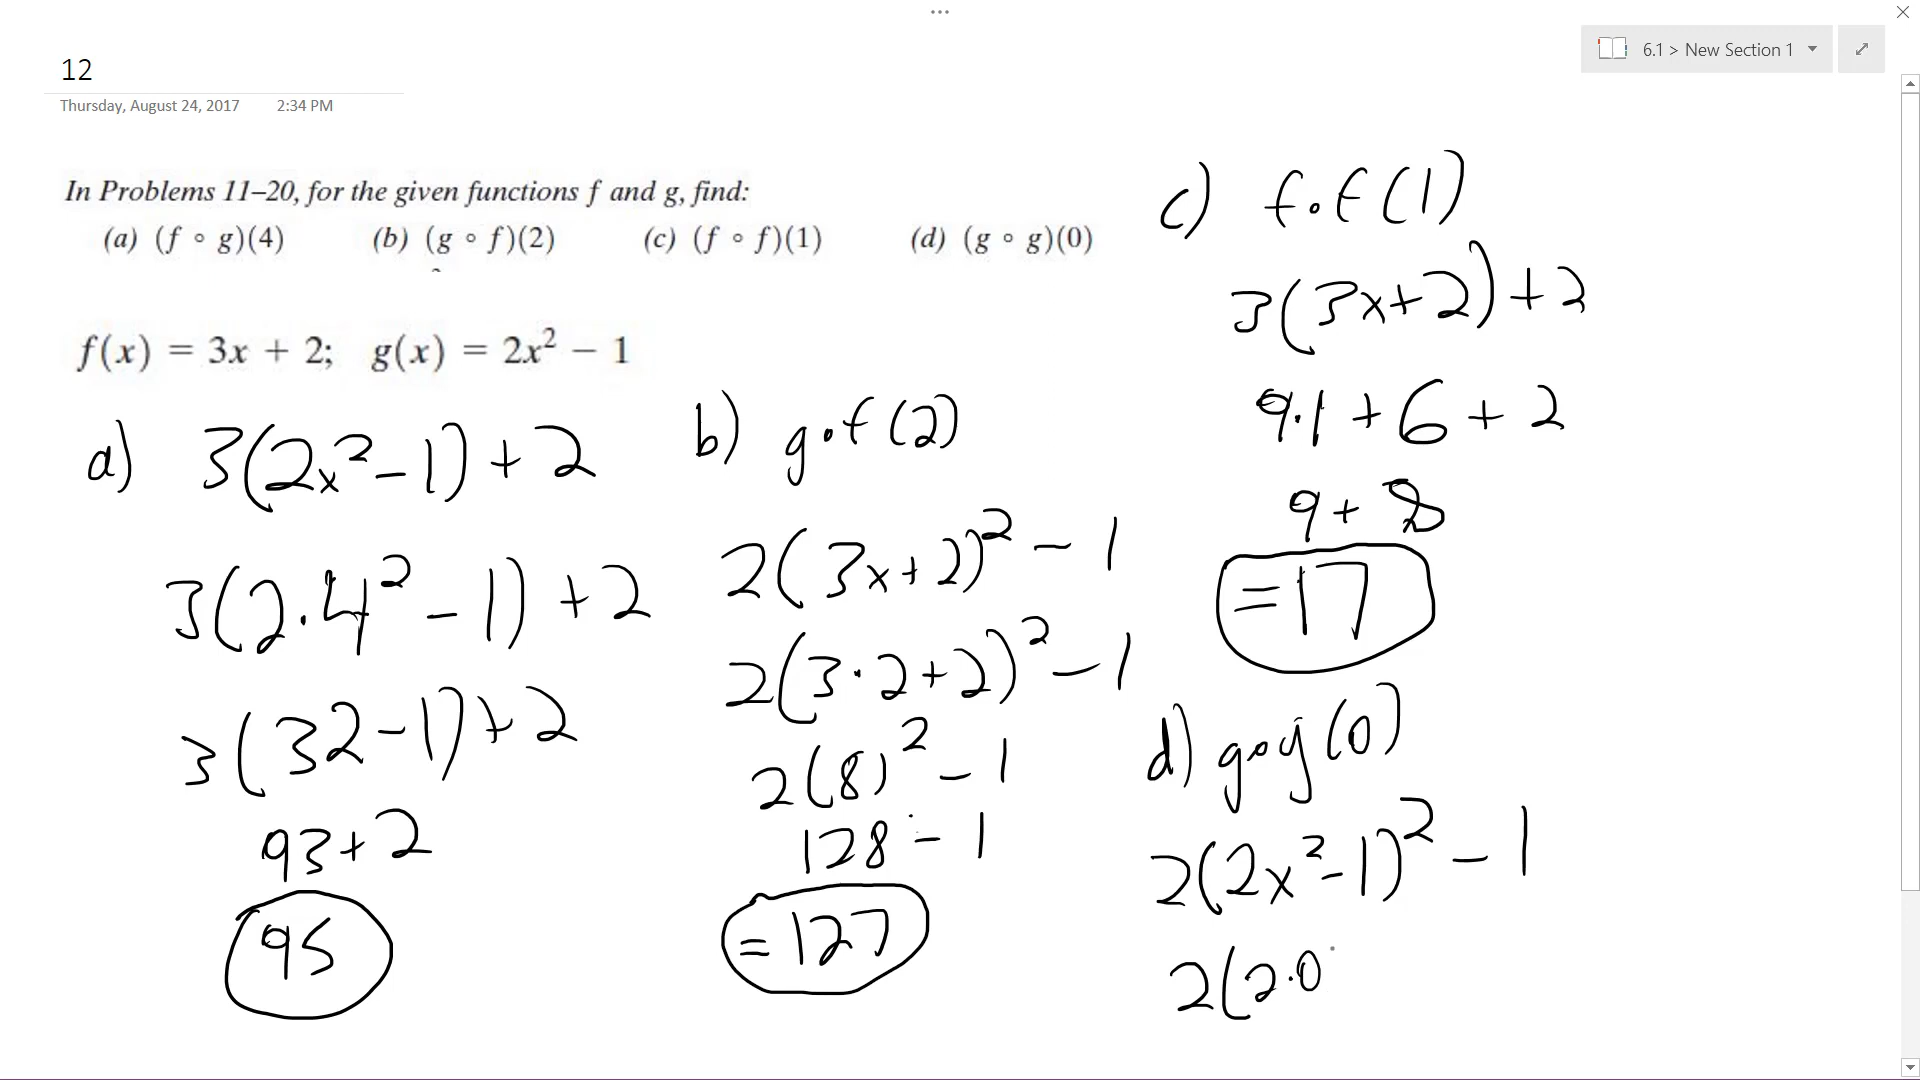 6.1 > New Section 1
12
Thursday, August 24, 2017 2:34 PM
In Problems 11–20, for the given functions f and g, find:
(a) (f ∘ g)(4) (b) (g ∘ f)(2) (c) (f ∘ f)(1) (d) (g ∘ g)(0)
f(x) = 3x + 2; g(x) = 2x² − 1
a) 3(2x²-1)+2
3(2·4²-1)+2
3(32-1)+2
93+2
95
b) g∘f(2)
2(3x+2)²-1
2(3·2+2)²-1
2(8)²-1
128-1
=127
c) f∘f(1)
3(3x+2)+2
9·1+6+2
9+8
=17
d) g∘g(0)
2(2x²-1)²-1
2(2·0